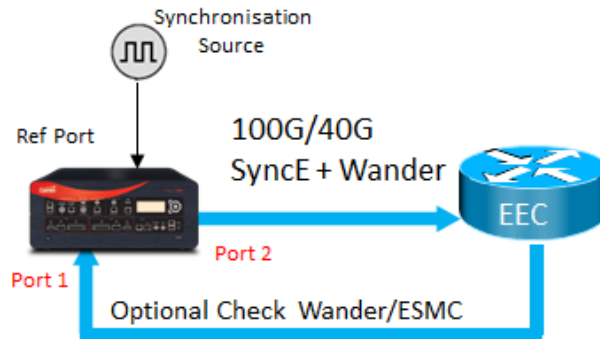 Synchronisation
Source
Ref Port
100G/40G
SyncE + Wander
EEC
Port 2
Port 1
Optional Check Wander/ESMC